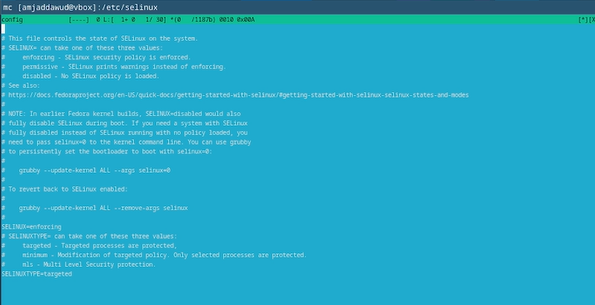 mc [amjaddawud@vbox]:/etc/selinux
config [----] 0 L:[ 1+ 0 1/ 30] *(0 /1187b) 0010 0x00A [*][X
# This file controls the state of SELinux on the system.
# SELINUX= can take one of these three values:
# enforcing - SELinux security policy is enforced.
# permissive - SELinux prints warnings instead of enforcing.
# disabled - No SELinux policy is loaded.
# See also:
# https://docs.fedoraproject.org/en-US/quick-docs/getting-started-with-selinux/#getting-started-with-selinux-selinux-states-and-modes
#
# NOTE: In earlier Fedora kernel builds, SELINUX=disabled would also
# fully disable SELinux during boot. If you need a system with SELinux
# fully disabled instead of SELinux running with no policy loaded, you
# need to pass selinux=0 to the kernel command line. You can use grubby
# to persistently set the bootloader to boot with selinux=0:
#
# grubby --update-kernel ALL --args selinux=0
#
# To revert back to SELinux enabled:
#
# grubby --update-kernel ALL --remove-args selinux
#
SELINUX=enforcing
# SELINUXTYPE= can take one of these three values:
# targeted - Targeted processes are protected,
# minimum - Modification of targeted policy. Only selected processes are protected.
# mls - Multi Level Security protection.
SELINUXTYPE=targeted